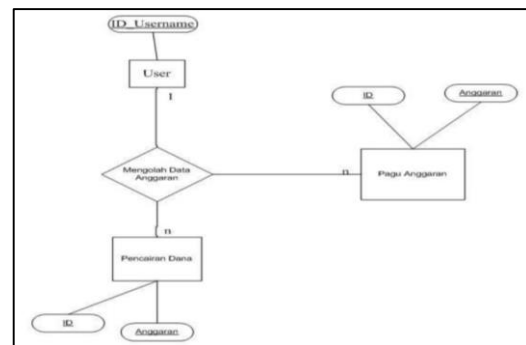 ID_Username
User
1
ID
Anggaran
Mengolah Data
Anggaran
n
Pagu Anggaran
n
Pencairan Dana
ID
Anggaran